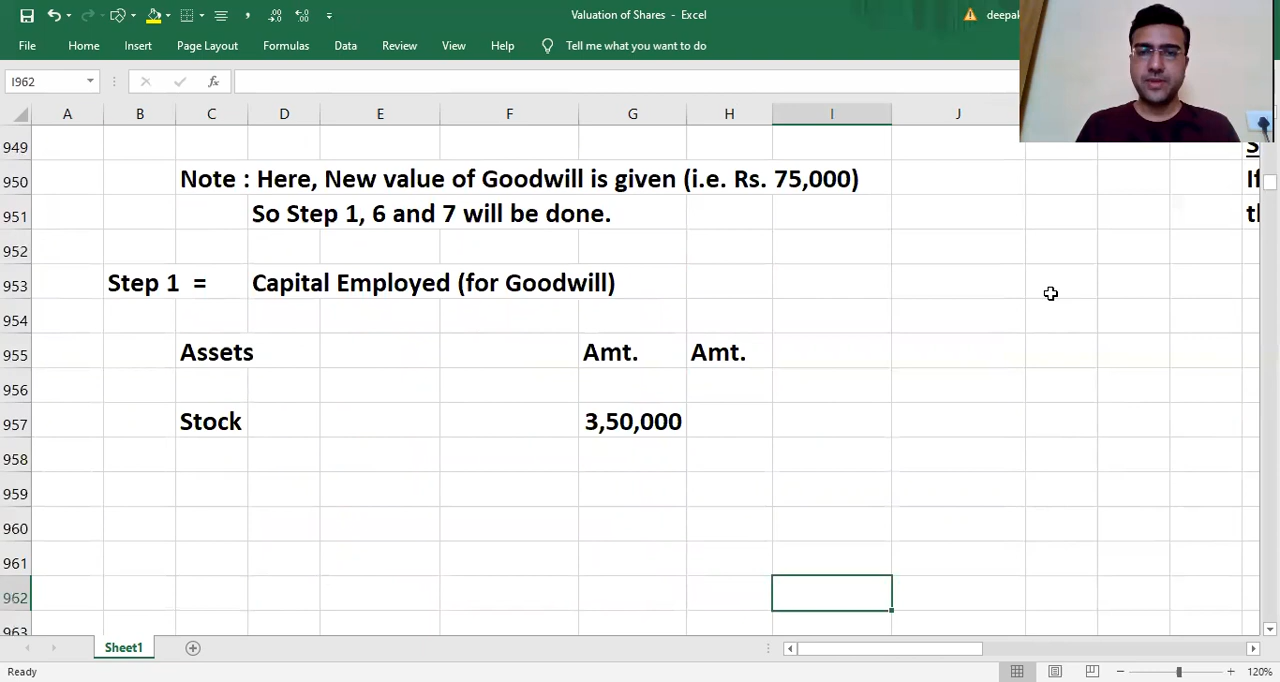 Valuation of Shares - Excel
deepak
File Home Insert Page Layout Formulas Data Review View Help Tell me what you want to do
I962
fx
A B C D E F G H I J
949
950 Note : Here, New value of Goodwill is given (i.e. Rs. 75,000)
951 So Step 1, 6 and 7 will be done.
952
953 Step 1 = Capital Employed (for Goodwill)
954
955 Assets Amt. Amt.
956
957 Stock 3,50,000
958
959
960
961
962
963
Sheet1
Ready 120%